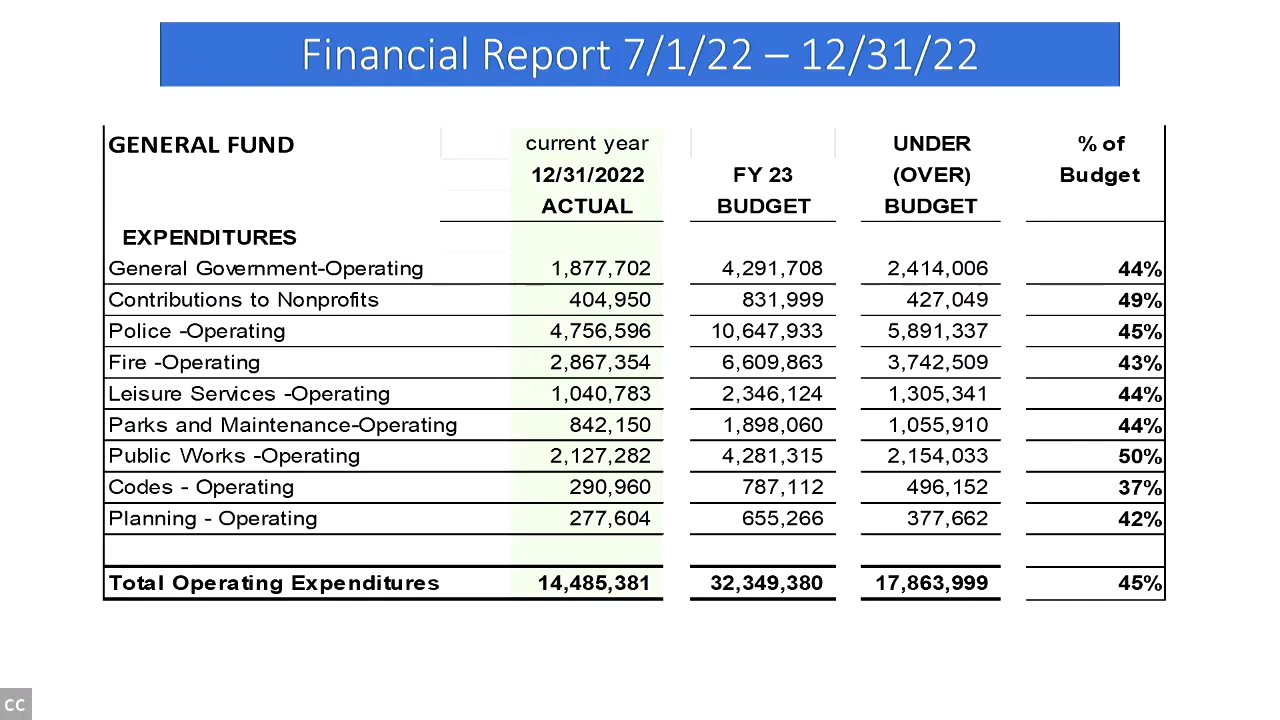 Financial Report 7/1/22 – 12/31/22
GENERAL FUND current year UNDER % of
12/31/2022 FY 23 (OVER) Budget
ACTUAL BUDGET BUDGET
EXPENDITURES
General Government-Operating 1,877,702 4,291,708 2,414,006 44%
Contributions to Nonprofits 404,950 831,999 427,049 49%
Police -Operating 4,756,596 10,647,933 5,891,337 45%
Fire -Operating 2,867,354 6,609,863 3,742,509 43%
Leisure Services -Operating 1,040,783 2,346,124 1,305,341 44%
Parks and Maintenance-Operating 842,150 1,898,060 1,055,910 44%
Public Works -Operating 2,127,282 4,281,315 2,154,033 50%
Codes - Operating 290,960 787,112 496,152 37%
Planning - Operating 277,604 655,266 377,662 42%
Total Operating Expenditures 14,485,381 32,349,380 17,863,999 45%
CC